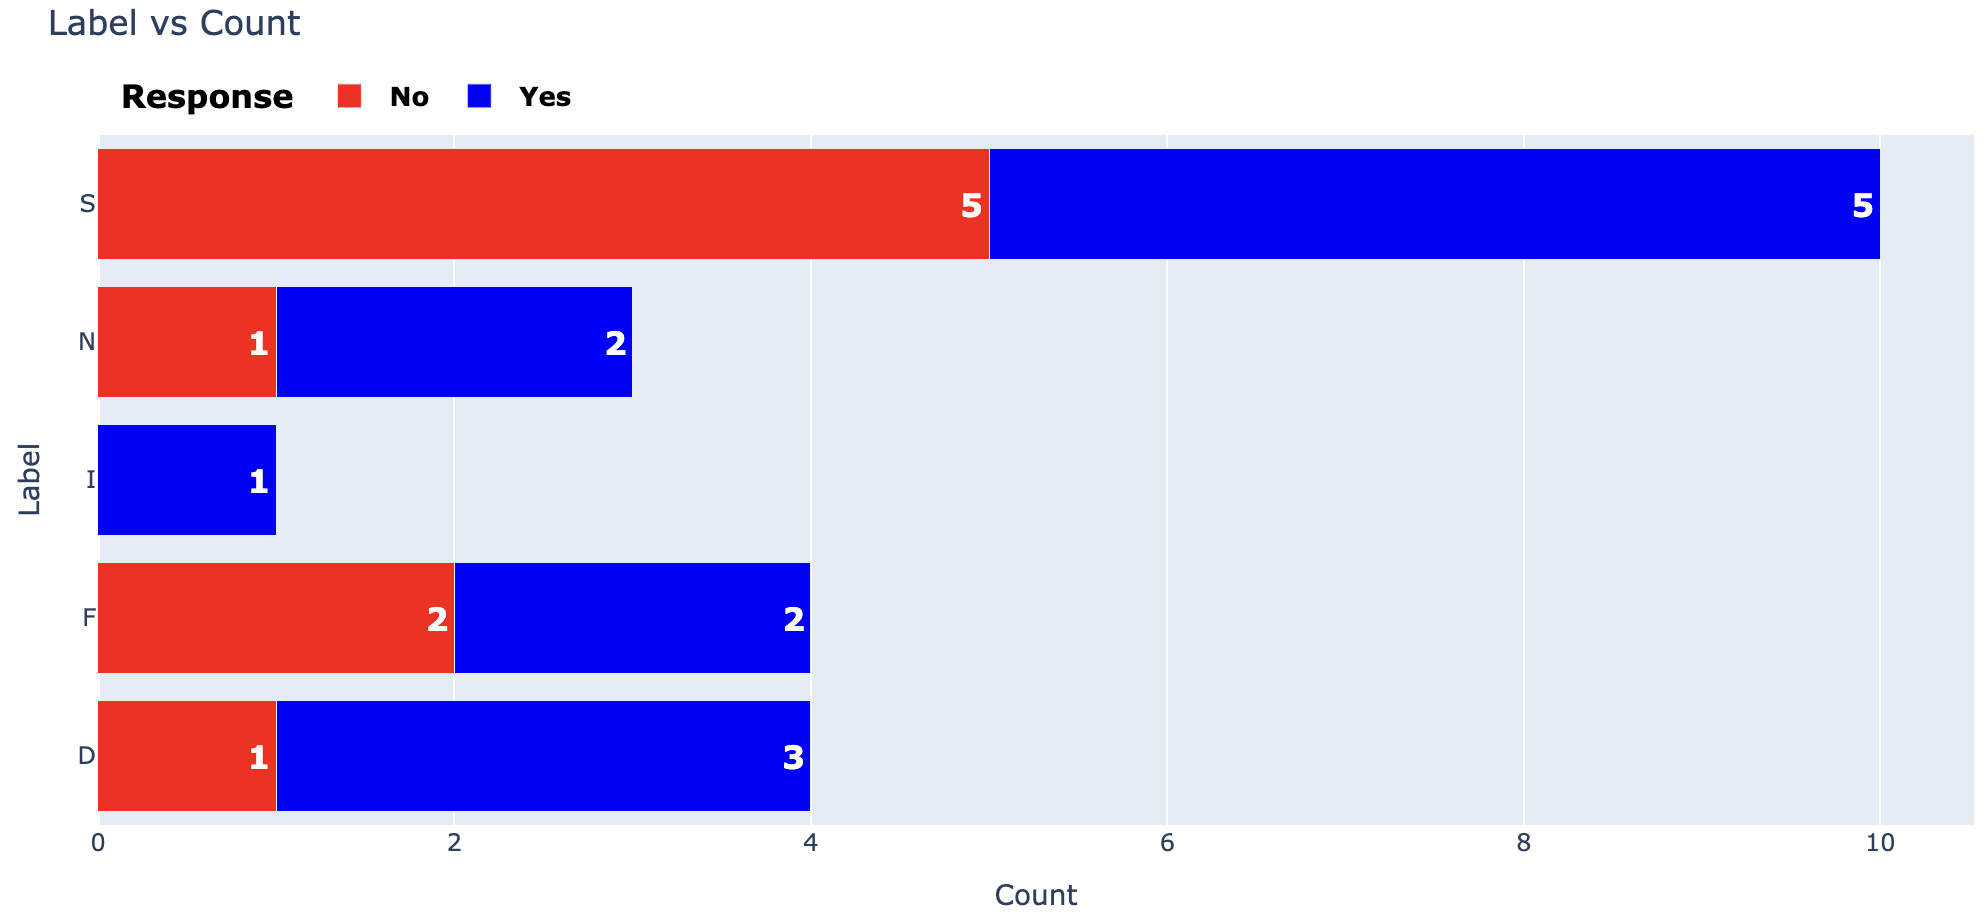 Label vs Count
Response No Yes
S 5 5
N 1 2
I 1
F 2 2
D 1 3
Label
0 2 4 6 8 10
Count